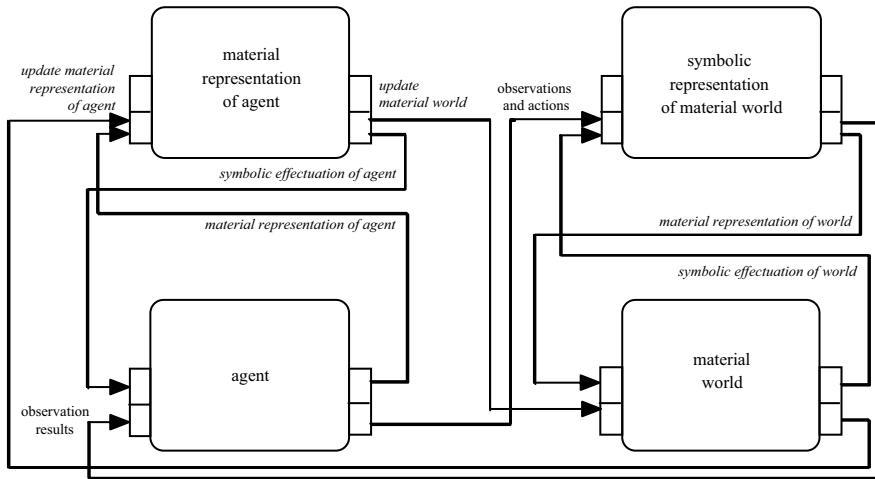 material
representation
of agent
symbolic
representation
of material world
update material
representation
of agent
update
material world
observations
and actions
symbolic effectuation of agent
material representation of agent
material representation of world
symbolic effectuation of world
agent
material
world
observation
results